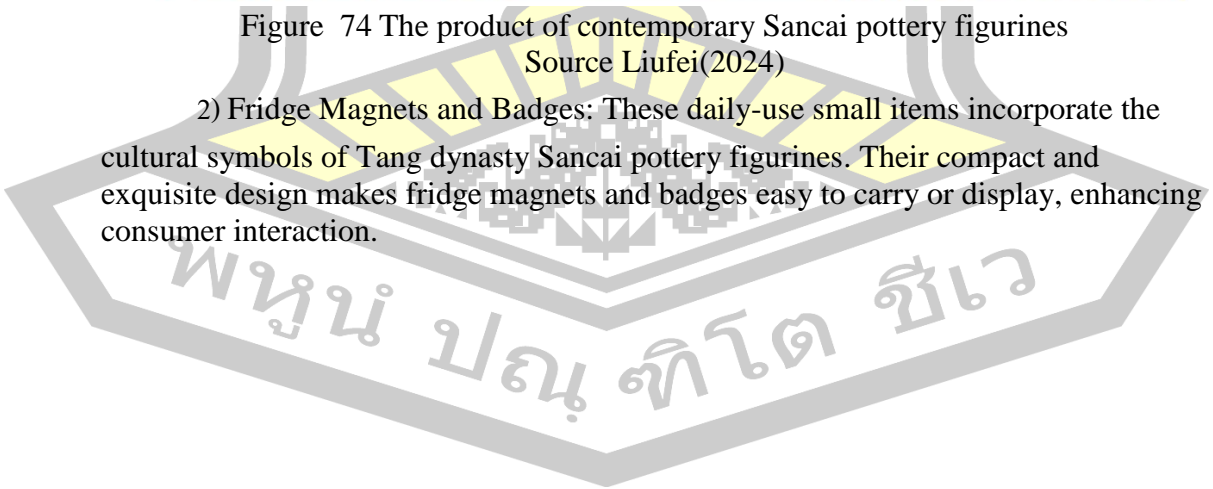 Figure  74 The product of contemporary Sancai pottery figurines
Source Liufei(2024)
2) Fridge Magnets and Badges: These daily-use small items incorporate the
cultural symbols of Tang dynasty Sancai pottery figurines. Their compact and
exquisite design makes fridge magnets and badges easy to carry or display, enhancing
consumer interaction.
พหูนํ ปณฺฑิโต ชีเว